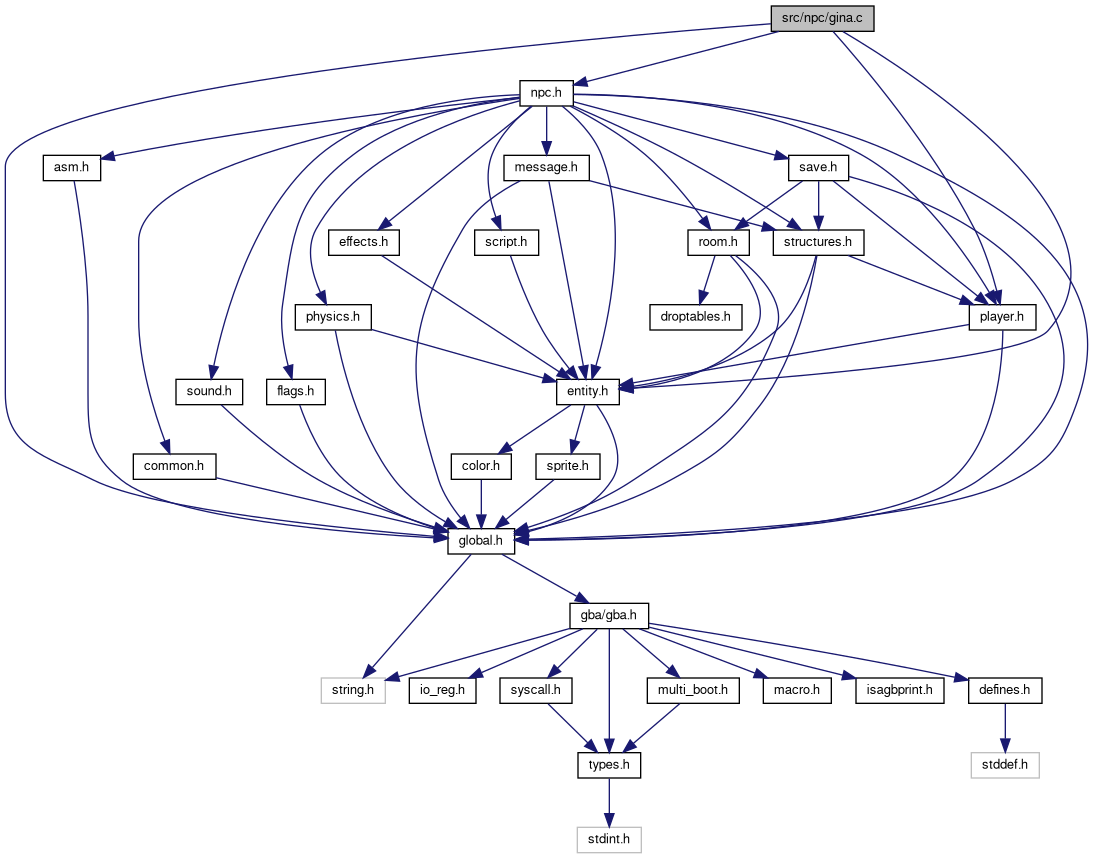 src/npc/gina.c
npc.h
asm.h
message.h
save.h
effects.h
script.h
room.h
structures.h
physics.h
droptables.h
player.h
sound.h
flags.h
entity.h
common.h
color.h
sprite.h
global.h
gba/gba.h
string.h
io_reg.h
syscall.h
multi_boot.h
macro.h
isagbprint.h
defines.h
types.h
stddef.h
stdint.h